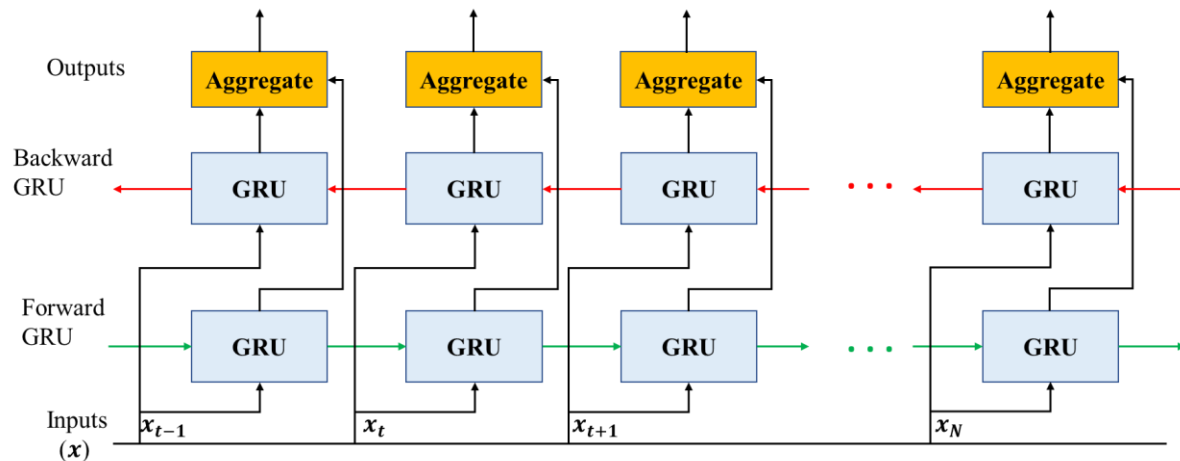 Outputs
Aggregate Aggregate Aggregate Aggregate
Backward
GRU
GRU GRU GRU . . . GRU
Forward
GRU
GRU GRU GRU . . . GRU
Inputs
(x)
x_{t-1} x_t x_{t+1} x_N